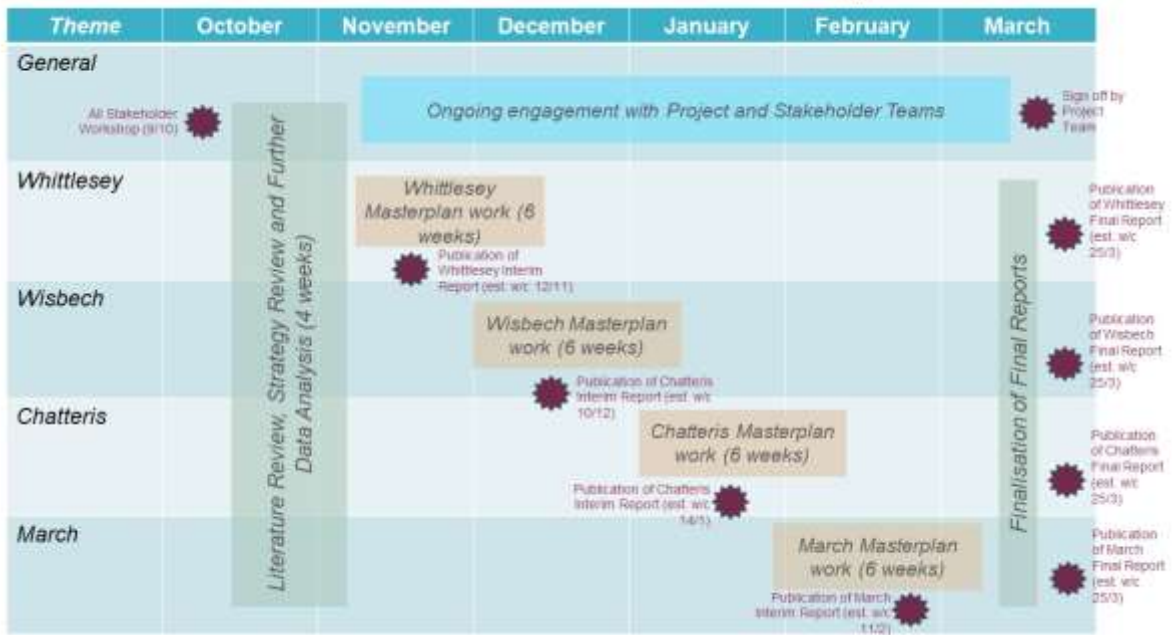 Theme
October
November
December
January
February
March
General
All Stakeholder
Workshop (9/10)
Literature Review, Strategy Review and Further
Data Analysis (4 weeks)
Ongoing engagement with Project and Stakeholder Teams
Sign off by
Project
Team
Whittlesey
Whittlesey
Masterplan work (6
weeks)
Publication of
Whittlesey Interim
Report (est. w/c 12/11)
Finalisation of Final Reports
Publication
of Whittlesey
Final Report
(est. w/c
25/3)
Wisbech
Wisbech Masterplan
work (6 weeks)
Publication of Chatteris
Interim Report (est. w/c
10/12)
Publication
of Wisbech
Final Report
(est. w/c
25/3)
Chatteris
Chatteris Masterplan
work (6 weeks)
Publication of Chatteris
Interim Report (est. w/c
14/1)
Publication
of Chatteris
Final Report
(est. w/c
25/3)
March
March Masterplan
work (6 weeks)
Publication of March
Interim Report (est. w/c
11/2)
Publication
of March
Final Report
(est. w/c
25/3)